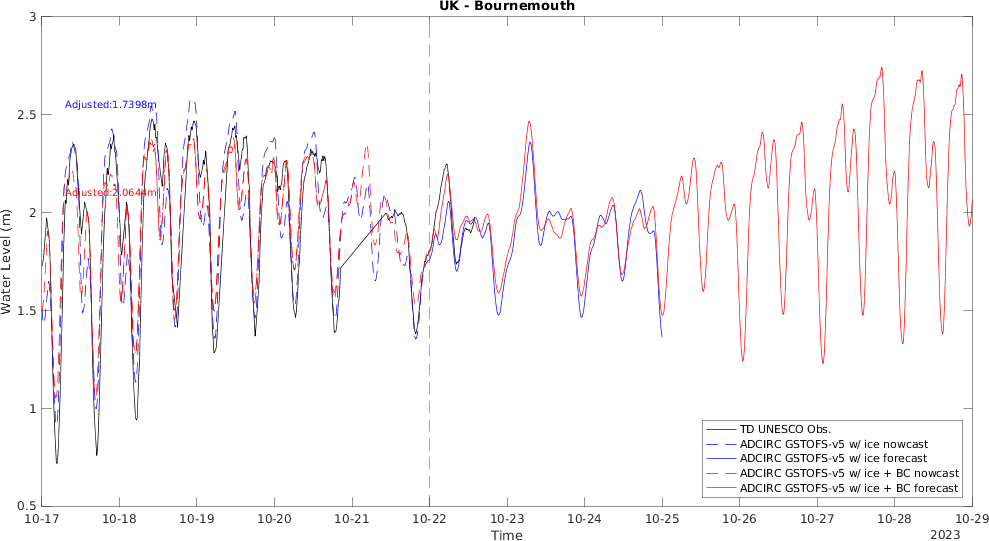 UK - Bournemouth
3
2.5
2
1.5
1
0.5
Water Level (m)
Adjusted:1.7398m
Adjusted:2.0644m
TD UNESCO Obs.
ADCIRC GSTOFS-v5 w/ ice nowcast
ADCIRC GSTOFS-v5 w/ ice forecast
ADCIRC GSTOFS-v5 w/ ice + BC nowcast
ADCIRC GSTOFS-v5 w/ ice + BC forecast
10-17 10-18 10-19 10-20 10-21 10-22 10-23 10-24 10-25 10-26 10-27 10-28 10-29
Time
2023